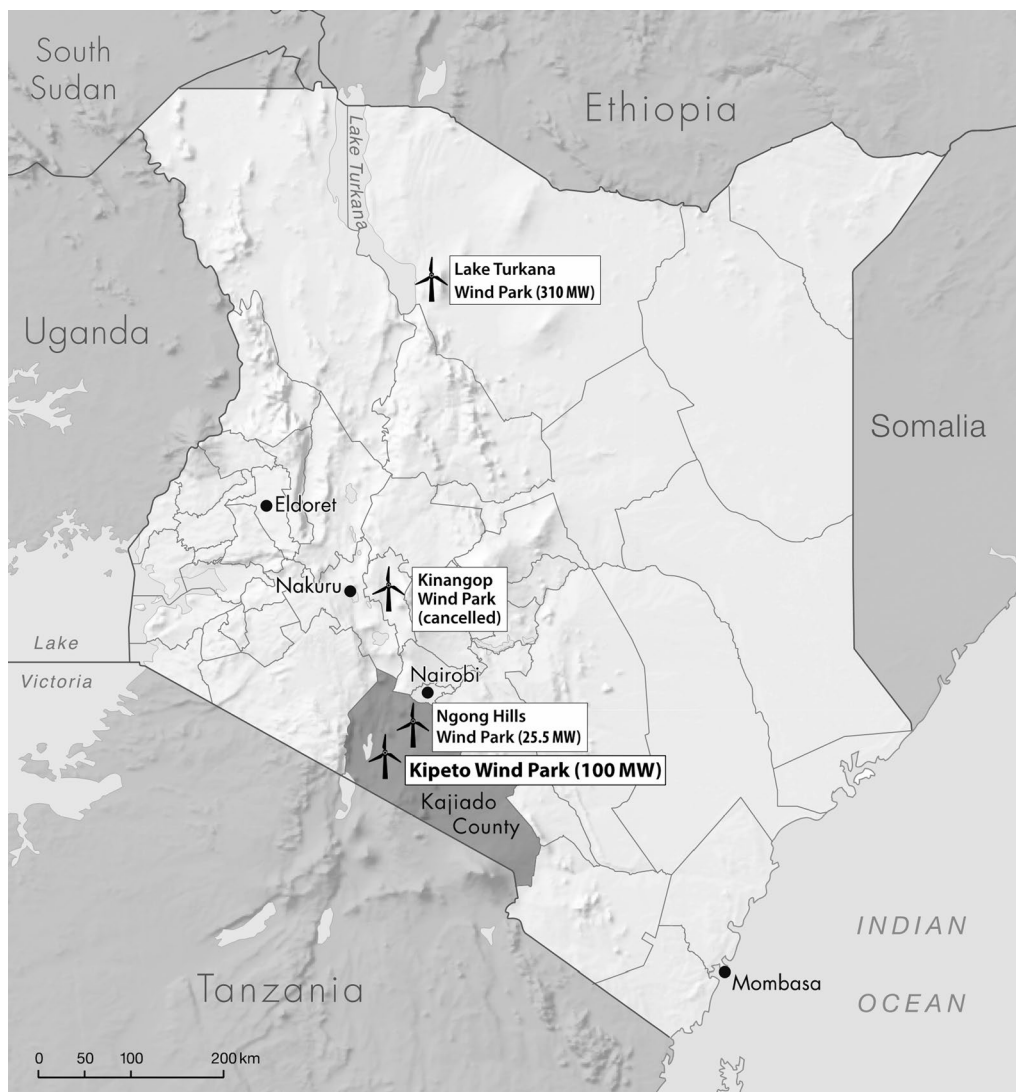 South
Sudan
Ethiopia
Lake Turkana
Lake Turkana
Wind Park (310 MW)
Uganda
Somalia
Eldoret
Nakuru
Kinangop
Wind Park
(cancelled)
Lake
Victoria
Nairobi
Ngong Hills
Wind Park (25.5 MW)
Kipeto Wind Park (100 MW)
Kajiado
County
INDIAN
OCEAN
Mombasa
Tanzania
0 50 100 200 km